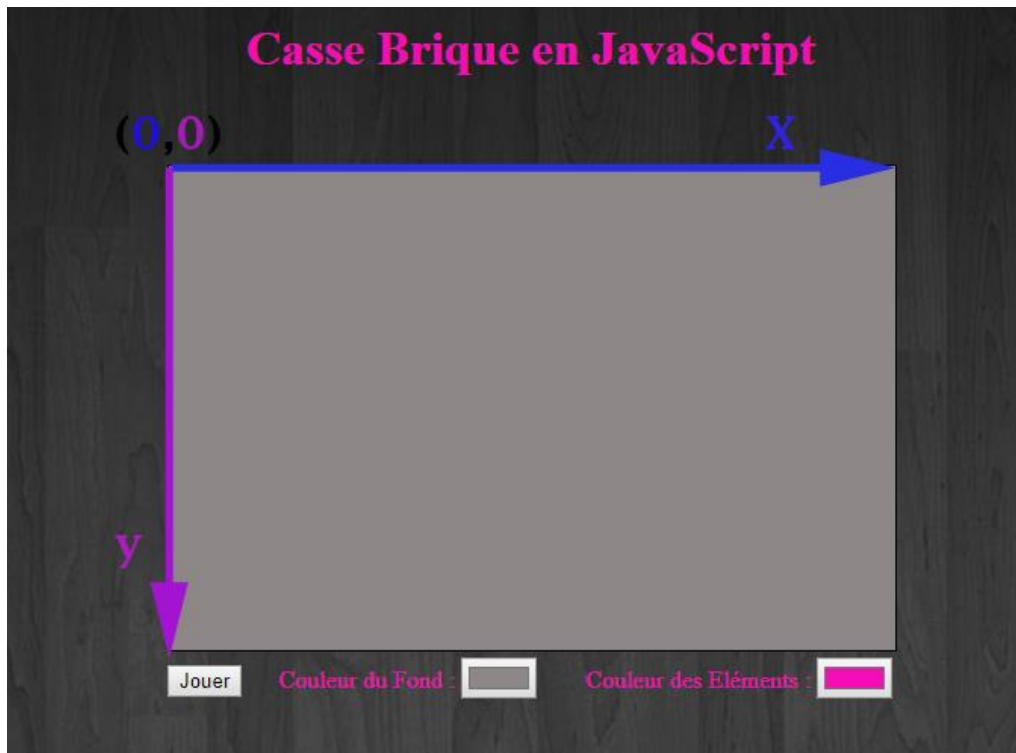 Casse Brique en JavaScript
(0,0)
X
y
Jouer
Couleur du Fond :
Couleur des Eléments :